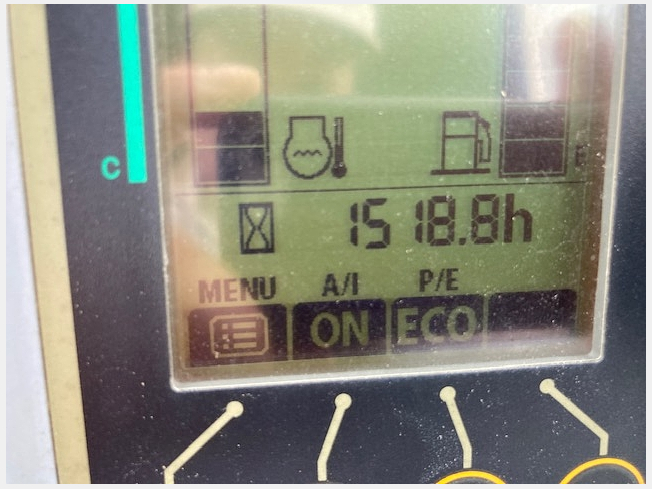 C
1518.8h
MENU A/I P/E
ON ECO